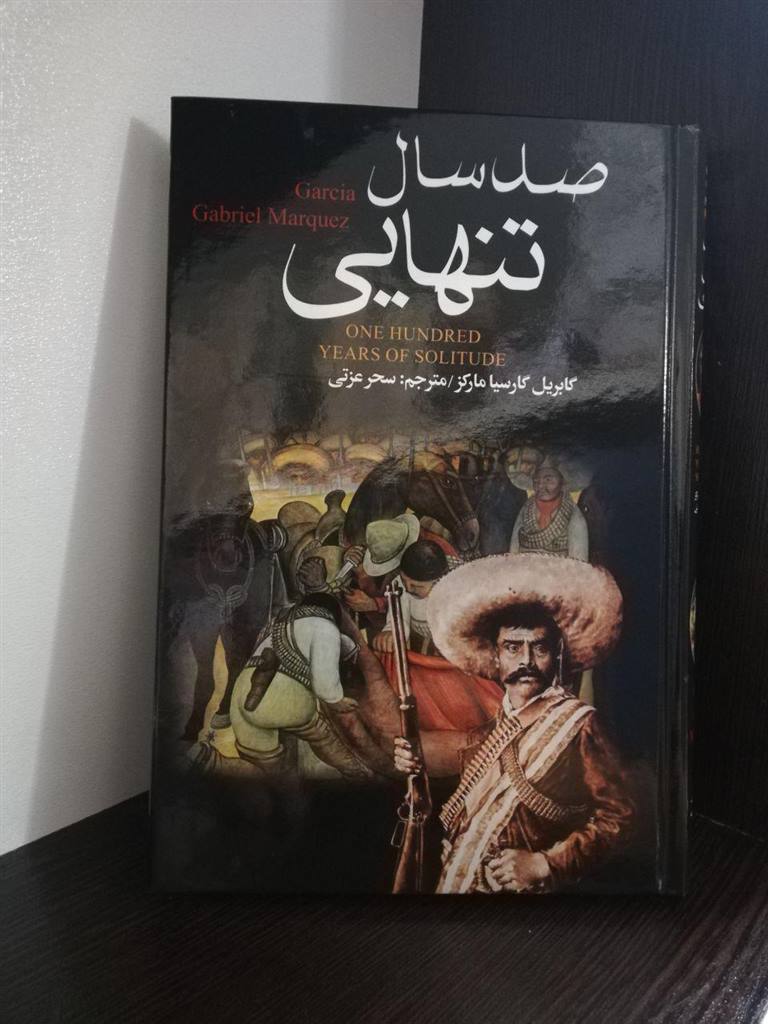 صد سال
تنهایی
Garcia
Gabriel Marquez
ONE HUNDRED
YEARS OF SOLITUDE
گابریل گارسیا مارکز / مترجم: سحر عزتی